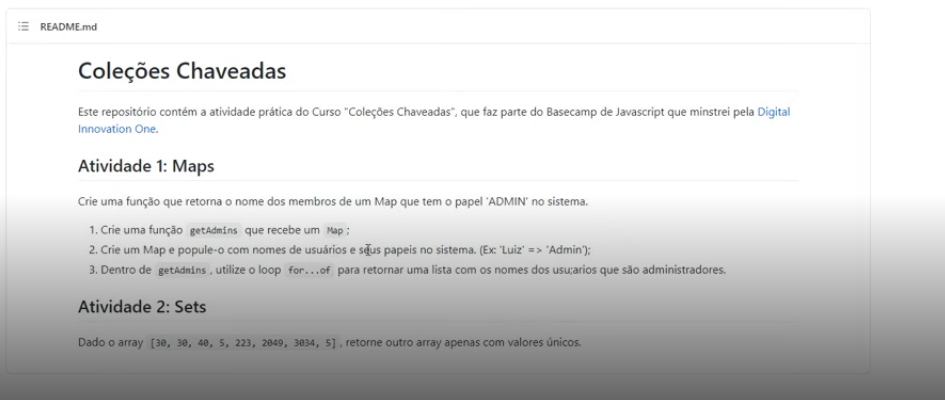 README.md
Coleções Chaveadas
Este repositório contém a atividade prática do Curso "Coleções Chaveadas", que faz parte do Basecamp de Javascript que minstrei pela Digital
Innovation One.
Atividade 1: Maps
Crie uma função que retorna o nome dos membros de um Map que tem o papel 'ADMIN' no sistema.
1. Crie uma função getAdmins que recebe um Map;
2. Crie um Map e popule-o com nomes de usuários e seus papeis no sistema. (Ex: 'Luiz' => 'Admin');
3. Dentro de getAdmins, utilize o loop for...of para retornar uma lista com os nomes dos usu;arios que são administradores.
Atividade 2: Sets
Dado o array [30, 30, 40, 5, 223, 2049, 3034, 5], retorne outro array apenas com valores únicos.